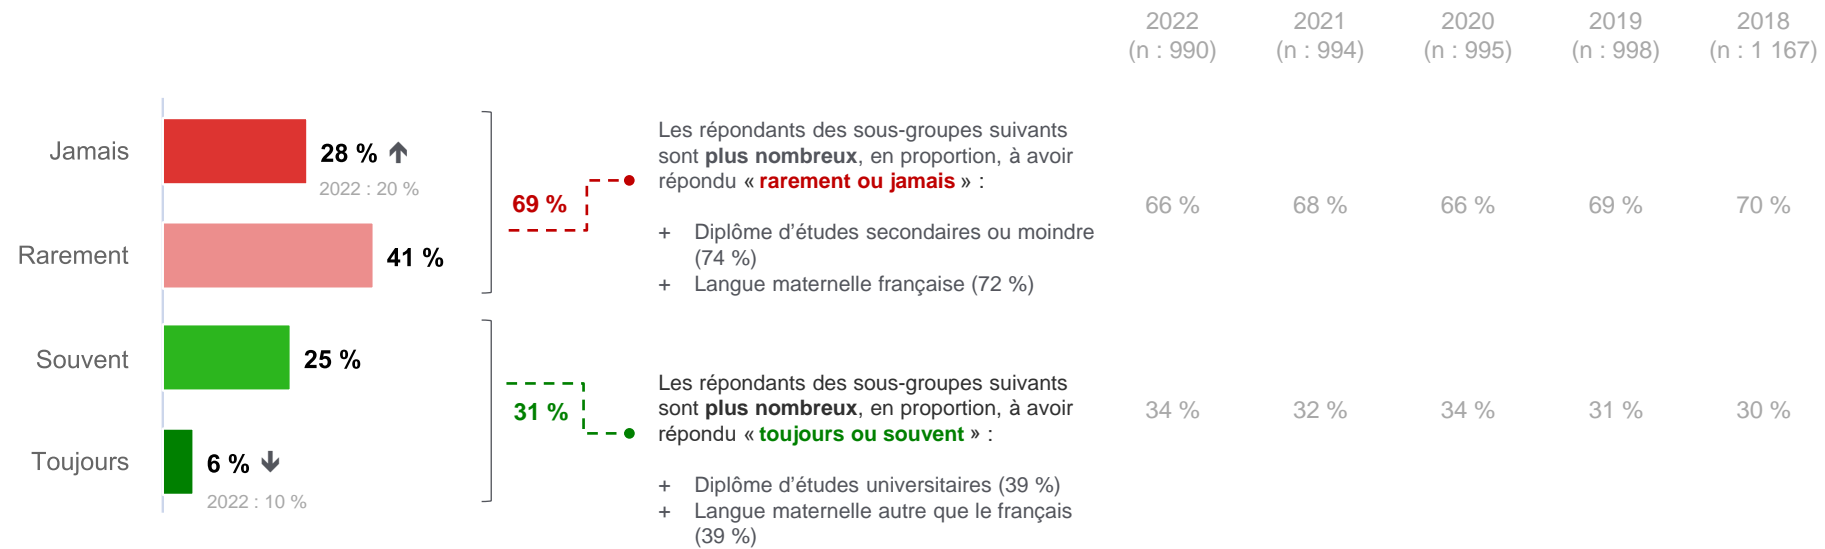 2022 2021 2020 2019 2018
(n : 990) (n : 994) (n : 995) (n : 998) (n : 1 167)
Jamais
28 % ↑
2022 : 20 %
Rarement
41 %
69 %
Les répondants des sous-groupes suivants
sont plus nombreux, en proportion, à avoir
répondu « rarement ou jamais » :
+ Diplôme d’études secondaires ou moindre
(74 %)
+ Langue maternelle française (72 %)
66 % 68 % 66 % 69 % 70 %
Souvent
25 %
Toujours
6 % ↓
2022 : 10 %
31 %
Les répondants des sous-groupes suivants
sont plus nombreux, en proportion, à avoir
répondu « toujours ou souvent » :
+ Diplôme d’études universitaires (39 %)
+ Langue maternelle autre que le français
(39 %)
34 % 32 % 34 % 31 % 30 %